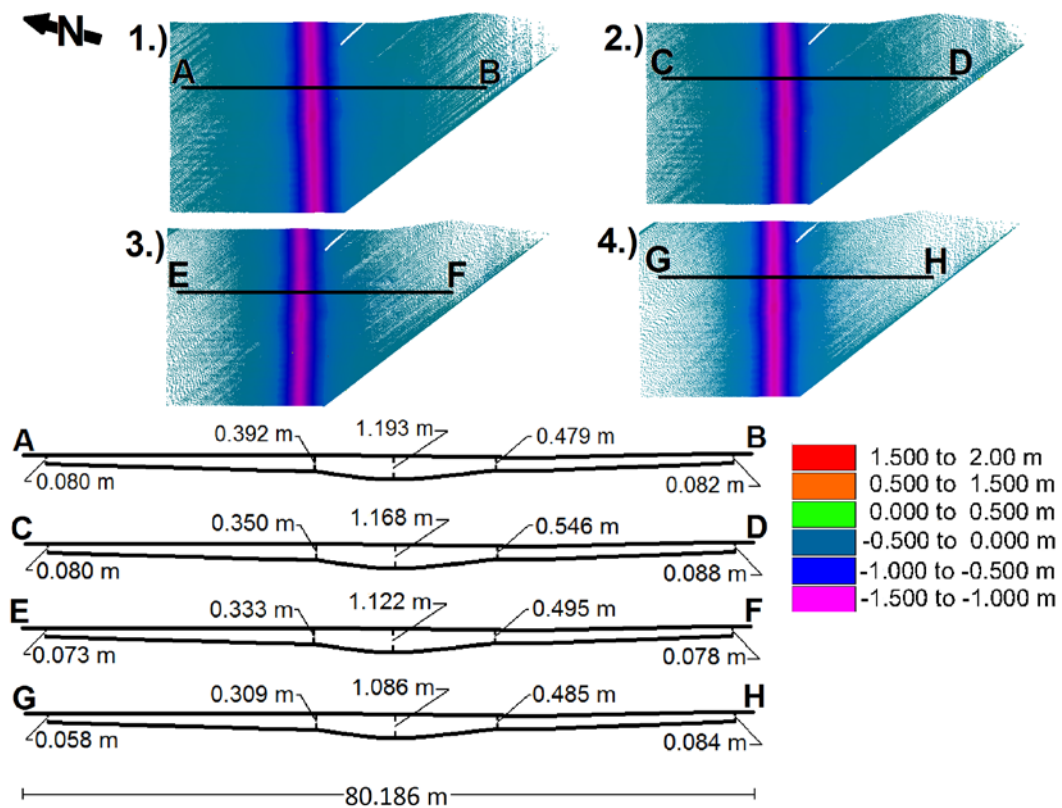 N
1.)
A
B
2.)
C
D
3.)
E
F
4.)
G
H
A
0.392 m
1.193 m
0.479 m
B
0.080 m
0.082 m
C
0.350 m
1.168 m
0.546 m
D
0.080 m
0.088 m
E
0.333 m
1.122 m
0.495 m
F
0.073 m
0.078 m
G
0.309 m
1.086 m
0.485 m
H
0.058 m
0.084 m
80.186 m
1.500 to 2.00 m
0.500 to 1.500 m
0.000 to 0.500 m
-0.500 to 0.000 m
-1.000 to -0.500 m
-1.500 to -1.000 m